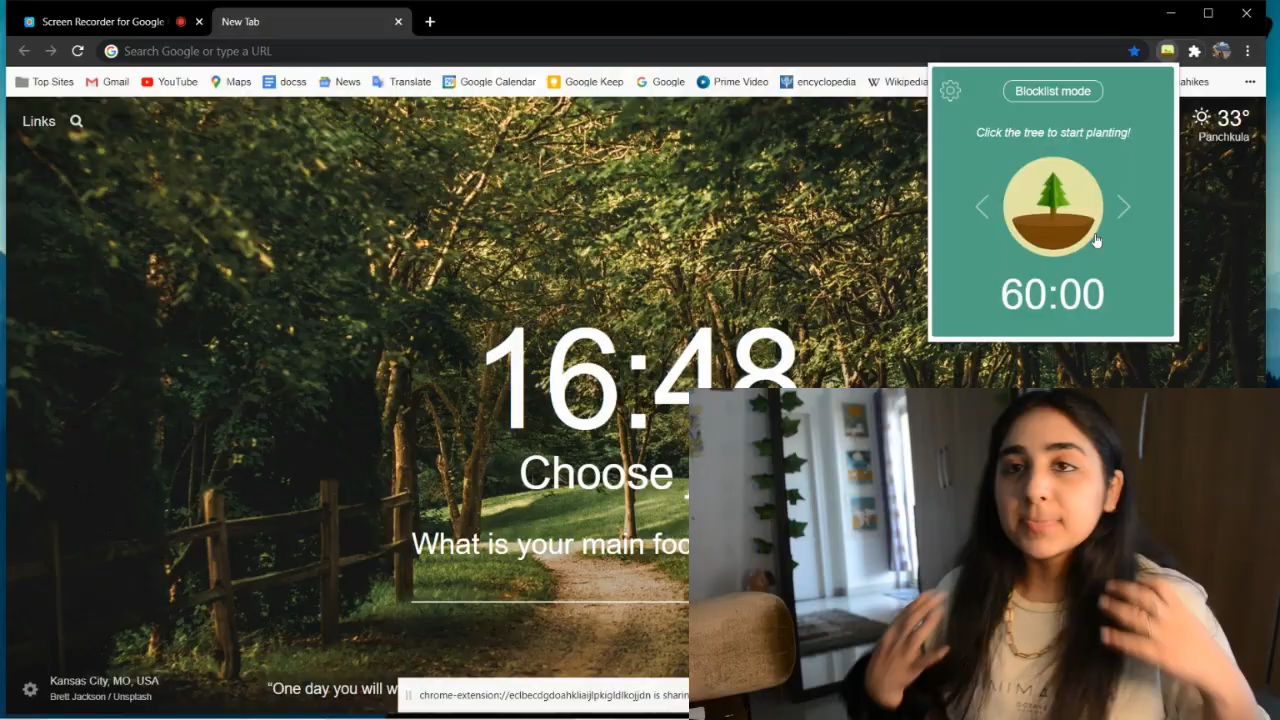 Screen Recorder for Google
New Tab
Search Google or type a URL
Top Sites
Gmail
YouTube
Maps
docss
News
Translate
Google Calendar
Google Keep
Google
Prime Video
encyclopedia
Wikipedia
ahikes
Links
33°
Panchkula
Blocklist mode
Click the tree to start planting!
60:00
16:48
Choose
What is your main foc
Kansas City, MO, USA
Brett Jackson / Unsplash
“One day you will w
is sharin